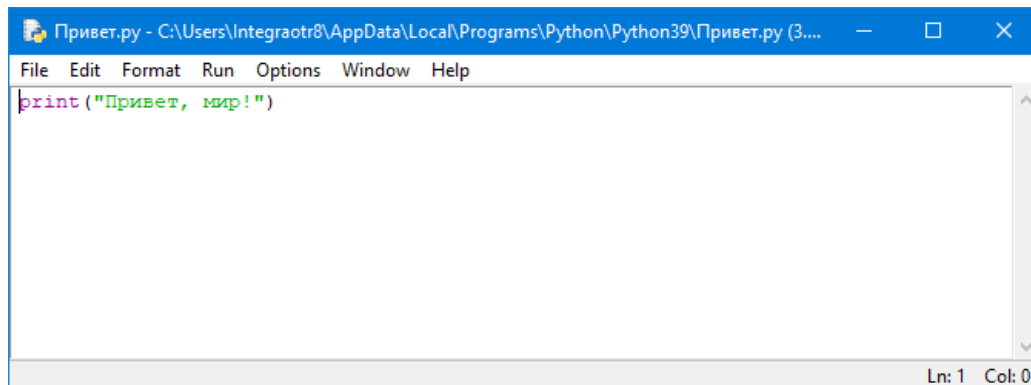 Привет.py - C:\Users\Integraotr8\AppData\Local\Programs\Python\Python39\Привет.py (3....
File Edit Format Run Options Window Help
print("Привет, мир!")
Ln: 1 Col: 0